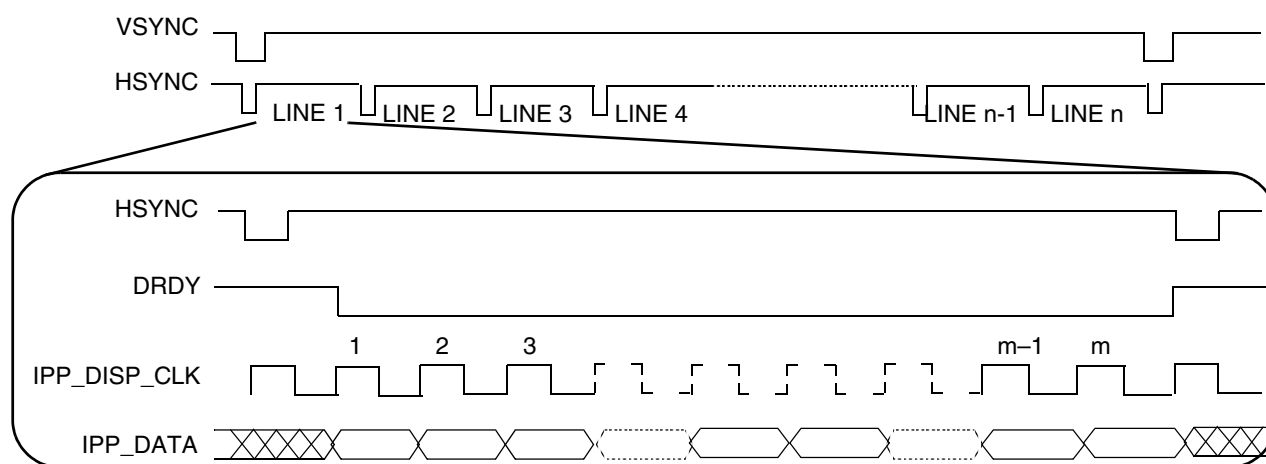 VSYNC
HSYNC
LINE 1 LINE 2 LINE 3 LINE 4 LINE n-1 LINE n
HSYNC
DRDY
1 2 3 m–1 m
IPP_DISP_CLK
IPP_DATA